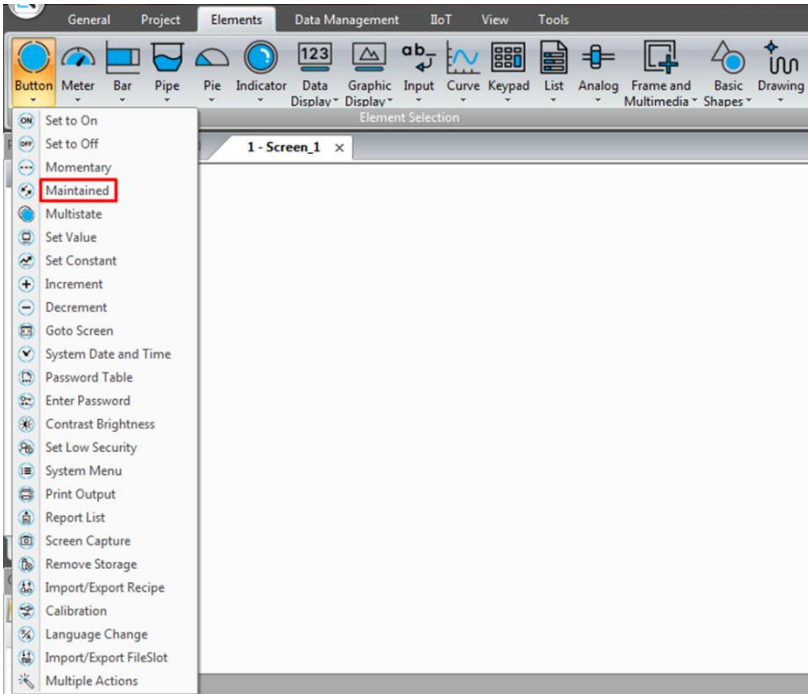 General Project Elements Data Management IIoT View Tools
123 ab_
Button Meter Bar Pipe Pie Indicator Data Display Graphic Display Input Curve Keypad List Analog Frame and Multimedia Basic Shapes Drawing
Element Selection
1 - Screen_1 ×
ON Set to On
OFF Set to Off
Momentary
Maintained
Multistate
Set Value
Set Constant
Increment
Decrement
Goto Screen
System Date and Time
Password Table
Enter Password
Contrast Brightness
Set Low Security
System Menu
Print Output
Report List
Screen Capture
Remove Storage
Import/Export Recipe
Calibration
Language Change
Import/Export FileSlot
Multiple Actions